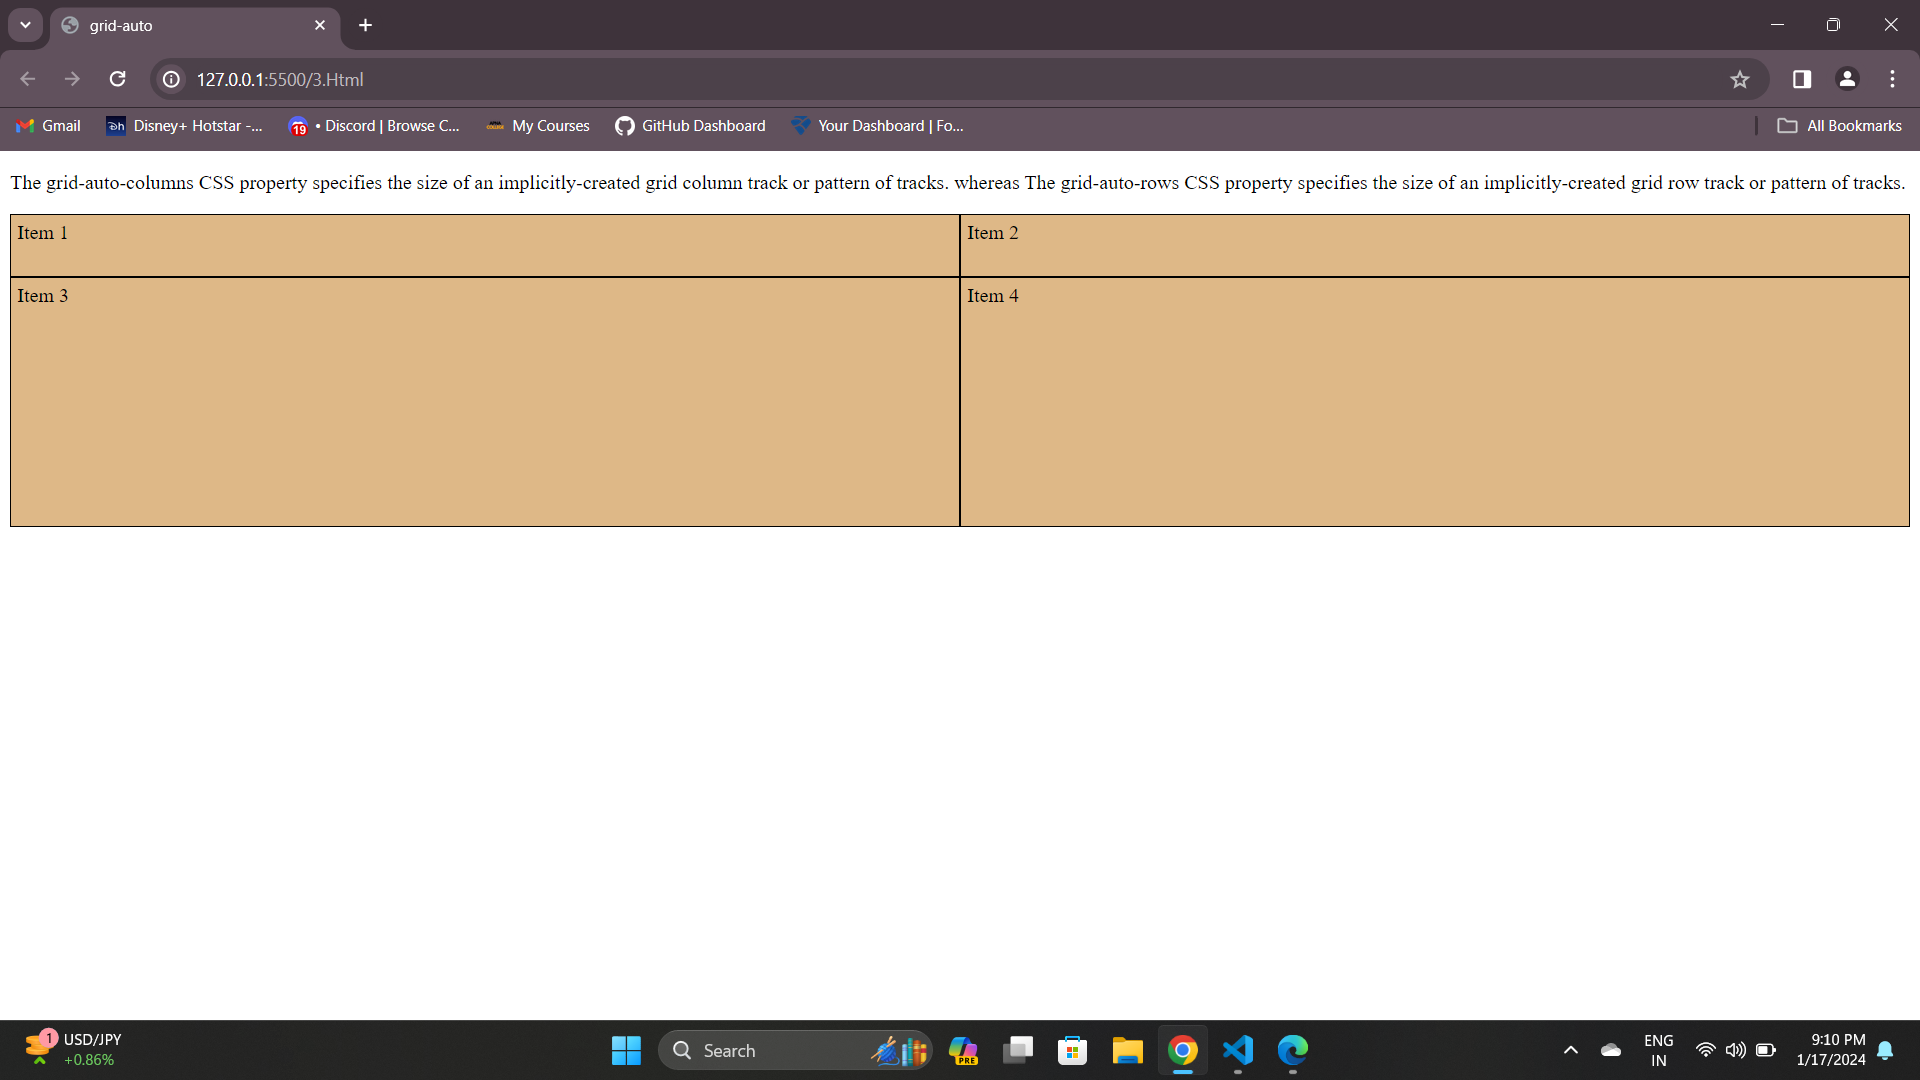 grid-auto
127.0.0.1:5500/3.Html
Gmail
Disney+ Hotstar -...
19
• Discord | Browse C...
My Courses
GitHub Dashboard
Your Dashboard | Fo...
All Bookmarks
The grid-auto-columns CSS property specifies the size of an implicitly-created grid column track or pattern of tracks. whereas The grid-auto-rows CSS property specifies the size of an implicitly-created grid row track or pattern of tracks.
Item 1
Item 2
Item 3
Item 4
1
USD/JPY
+0.86%
Search
PRE
ENG
IN
9:10 PM
1/17/2024